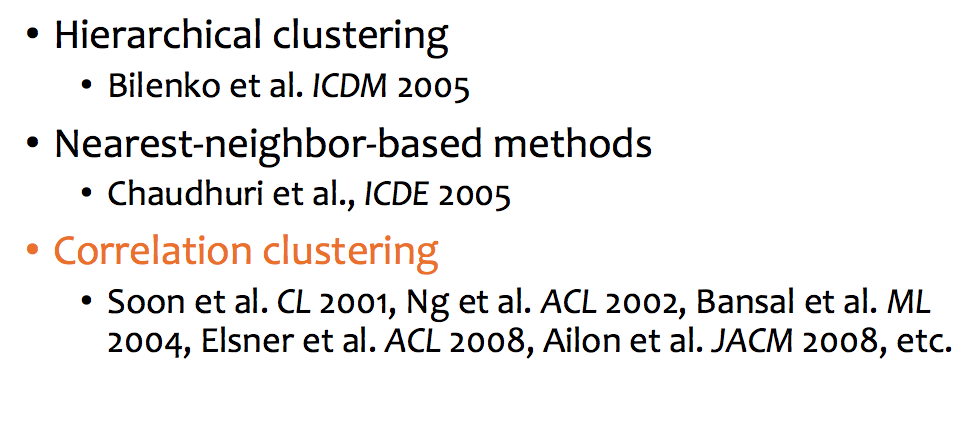 • Hierarchical clustering
• Bilenko et al. ICDM 2005
• Nearest-neighbor-based methods
• Chaudhuri et al., ICDE 2005
• Correlation clustering
• Soon et al. CL 2001, Ng et al. ACL 2002, Bansal et al. ML
2004, Elsner et al. ACL 2008, Ailon et al. JACM 2008, etc.